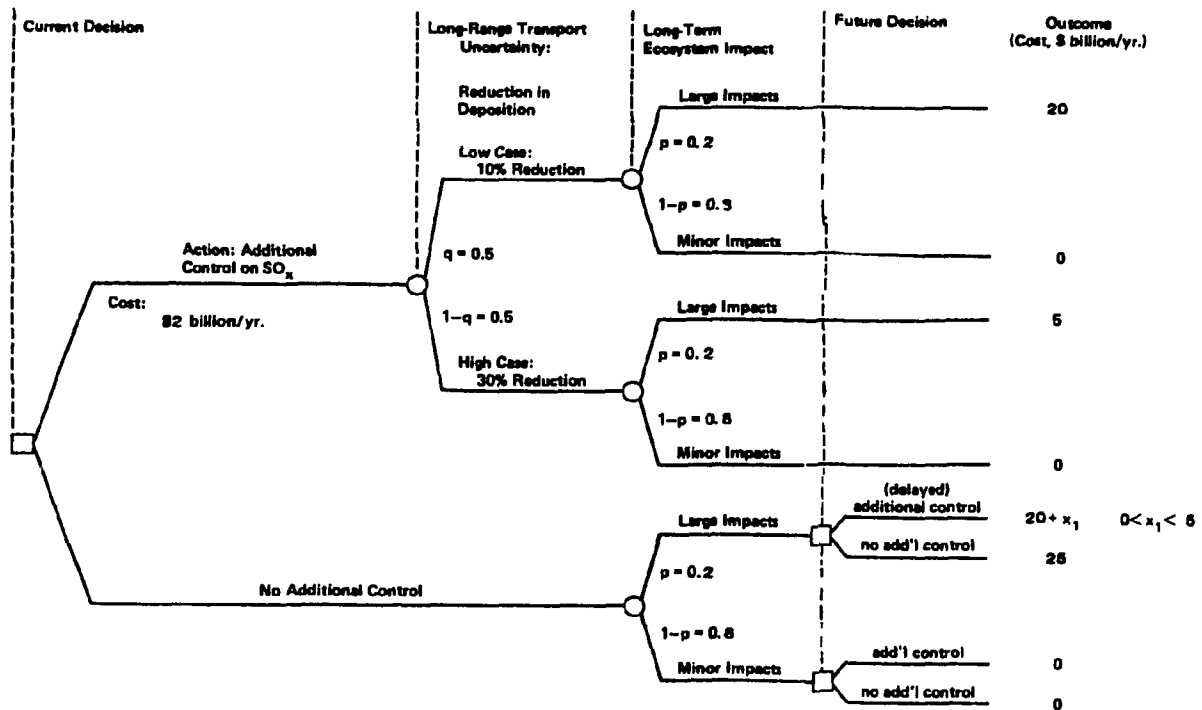 Current Decision
Long-Range Transport
Uncertainty:
Long-Term
Ecosystem Impact
Future Decision
Outcome
(Cost, $ billion/yr.)
Reduction in
Deposition
Large Impacts
20
p = 0.2
Low Case:
10% Reduction
1-p = 0.9
Minor Impacts
0
Action: Additional
Control on SOx
q = 0.5
Cost:
$2 billion/yr.
1-q = 0.5
Large Impacts
5
p = 0.2
High Case:
30% Reduction
1-p = 0.8
Minor Impacts
0
(delayed)
additional control
Large Impacts
20 + x1 0< x1 < 5
no add'l control
25
p = 0.2
No Additional Control
1-p = 0.8
add'l control
0
Minor Impacts
no add'l control
0